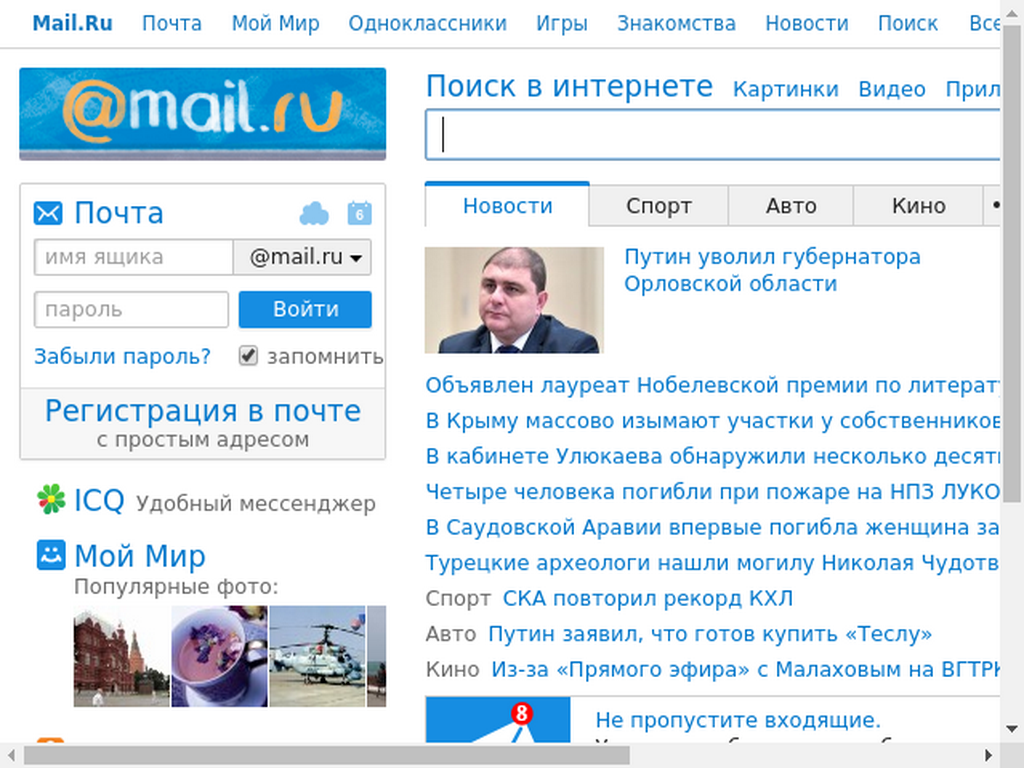 Mail.Ru Почта Мой Мир Одноклассники Игры Знакомства Новости Поиск Все
@mail.ru
Поиск в интернете Картинки Видео
Почта 6
имя ящика @mail.ru
пароль Войти
Забыли пароль? запомнить
Регистрация в почте
с простым адресом
ICQ Удобный мессенджер
Мой Мир
Популярные фото:
Новости Спорт Авто Кино
Путин уволил губернатора
Орловской области
Объявлен лауреат Нобелевской премии по литерат
В Крыму массово изымают участки у собственников
В кабинете Улюкаева обнаружили несколько десят
Четыре человека погибли при пожаре на НПЗ ЛУКО
В Саудовской Аравии впервые погибла женщина за
Турецкие археологи нашли могилу Николая Чудотв
Спорт СКА повторил рекорд КХЛ
Авто Путин заявил, что готов купить «Теслу»
Кино Из-за «Прямого эфира» с Малаховым на ВГТРК
8
Не пропустите входящие.